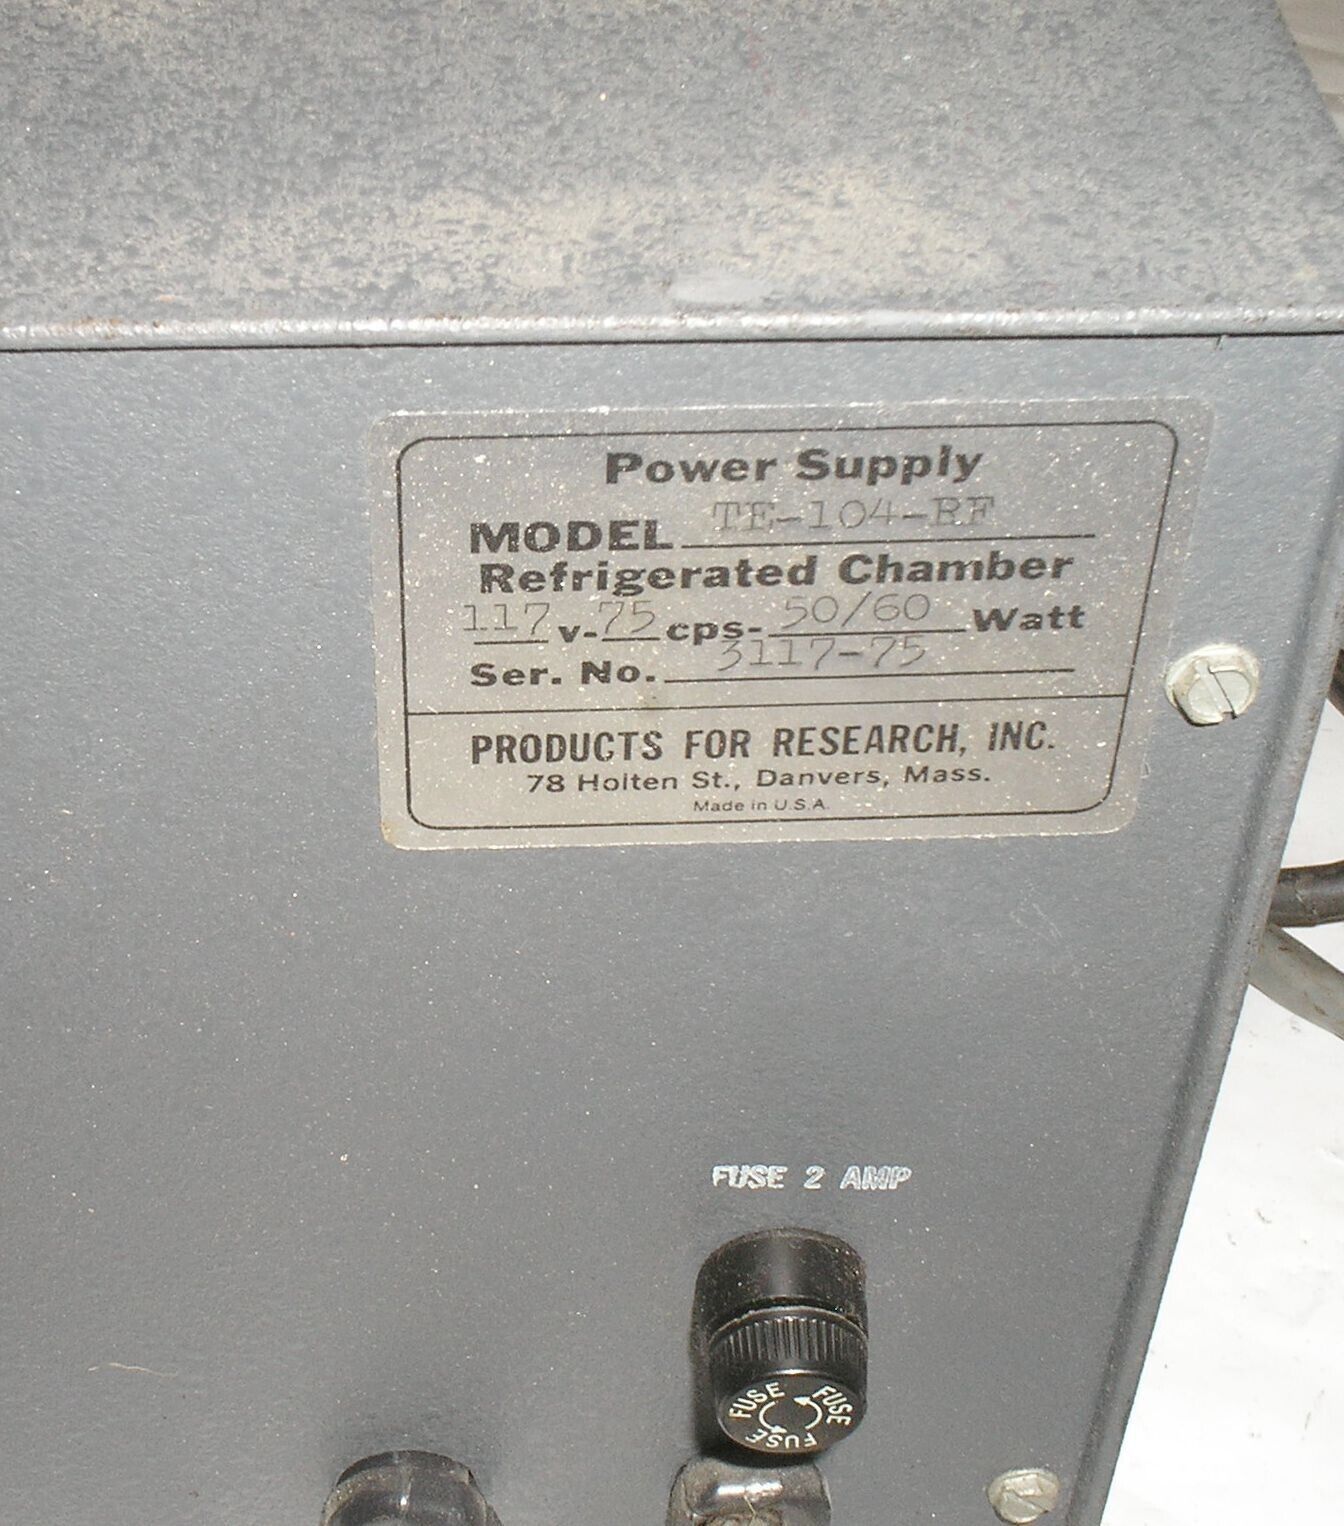 Power Supply
MODEL TE-104-RF
Refrigerated Chamber
117 v- 75 cps- 50/60 Watt
Ser. No. 3117-75
PRODUCTS FOR RESEARCH, INC.
78 Holten St., Danvers, Mass.
Made in U.S.A.
FUSE 2 AMP
FUSE FUSE FUSE